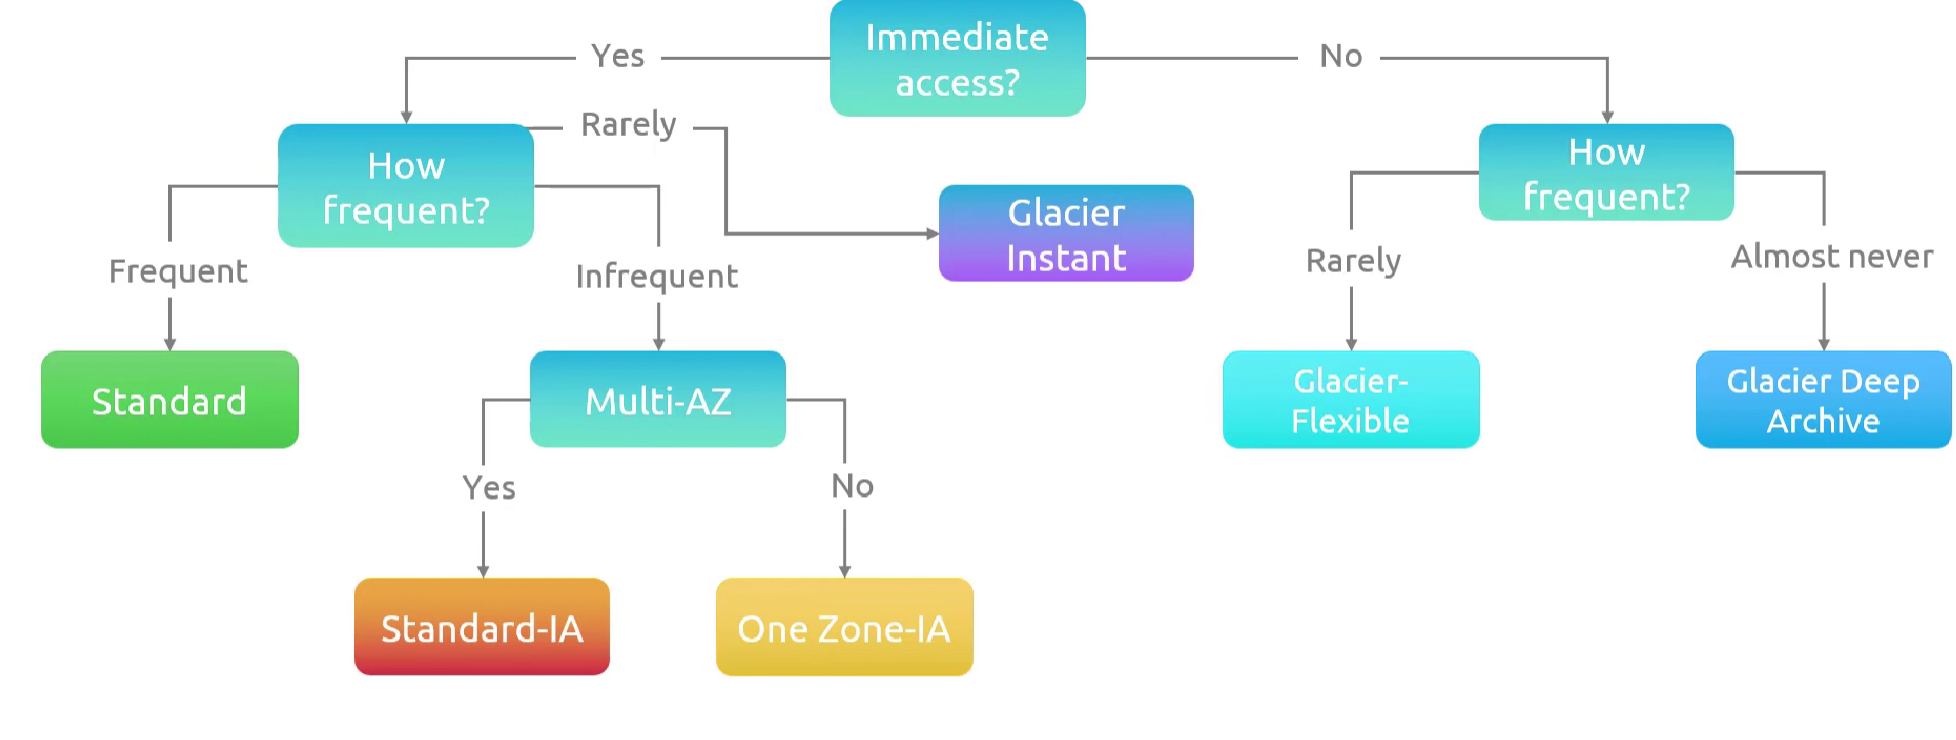 Immediate
access?
Yes
No
How
frequent?
Rarely
How
frequent?
Glacier
Instant
Frequent
Infrequent
Rarely
Almost never
Standard
Multi-AZ
Glacier-
Flexible
Glacier Deep
Archive
Yes
No
Standard-IA
One Zone-IA